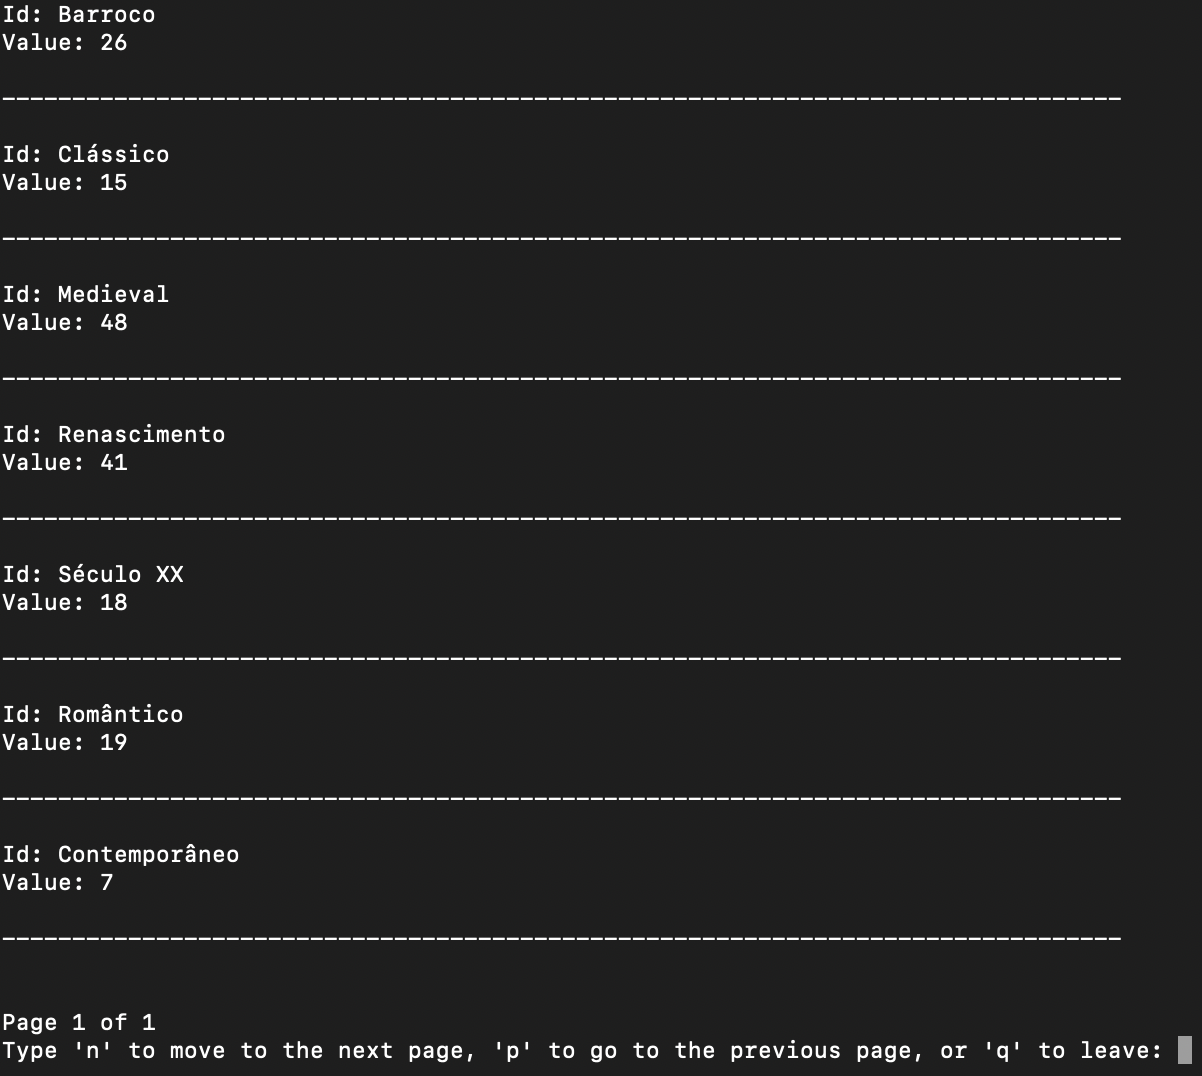 Id: Barroco
Value: 26
--------------------------------------------------------------------------------
Id: Clássico
Value: 15
--------------------------------------------------------------------------------
Id: Medieval
Value: 48
--------------------------------------------------------------------------------
Id: Renascimento
Value: 41
--------------------------------------------------------------------------------
Id: Século XX
Value: 18
--------------------------------------------------------------------------------
Id: Romântico
Value: 19
--------------------------------------------------------------------------------
Id: Contemporâneo
Value: 7
--------------------------------------------------------------------------------
Page 1 of 1
Type 'n' to move to the next page, 'p' to go to the previous page, or 'q' to leave: